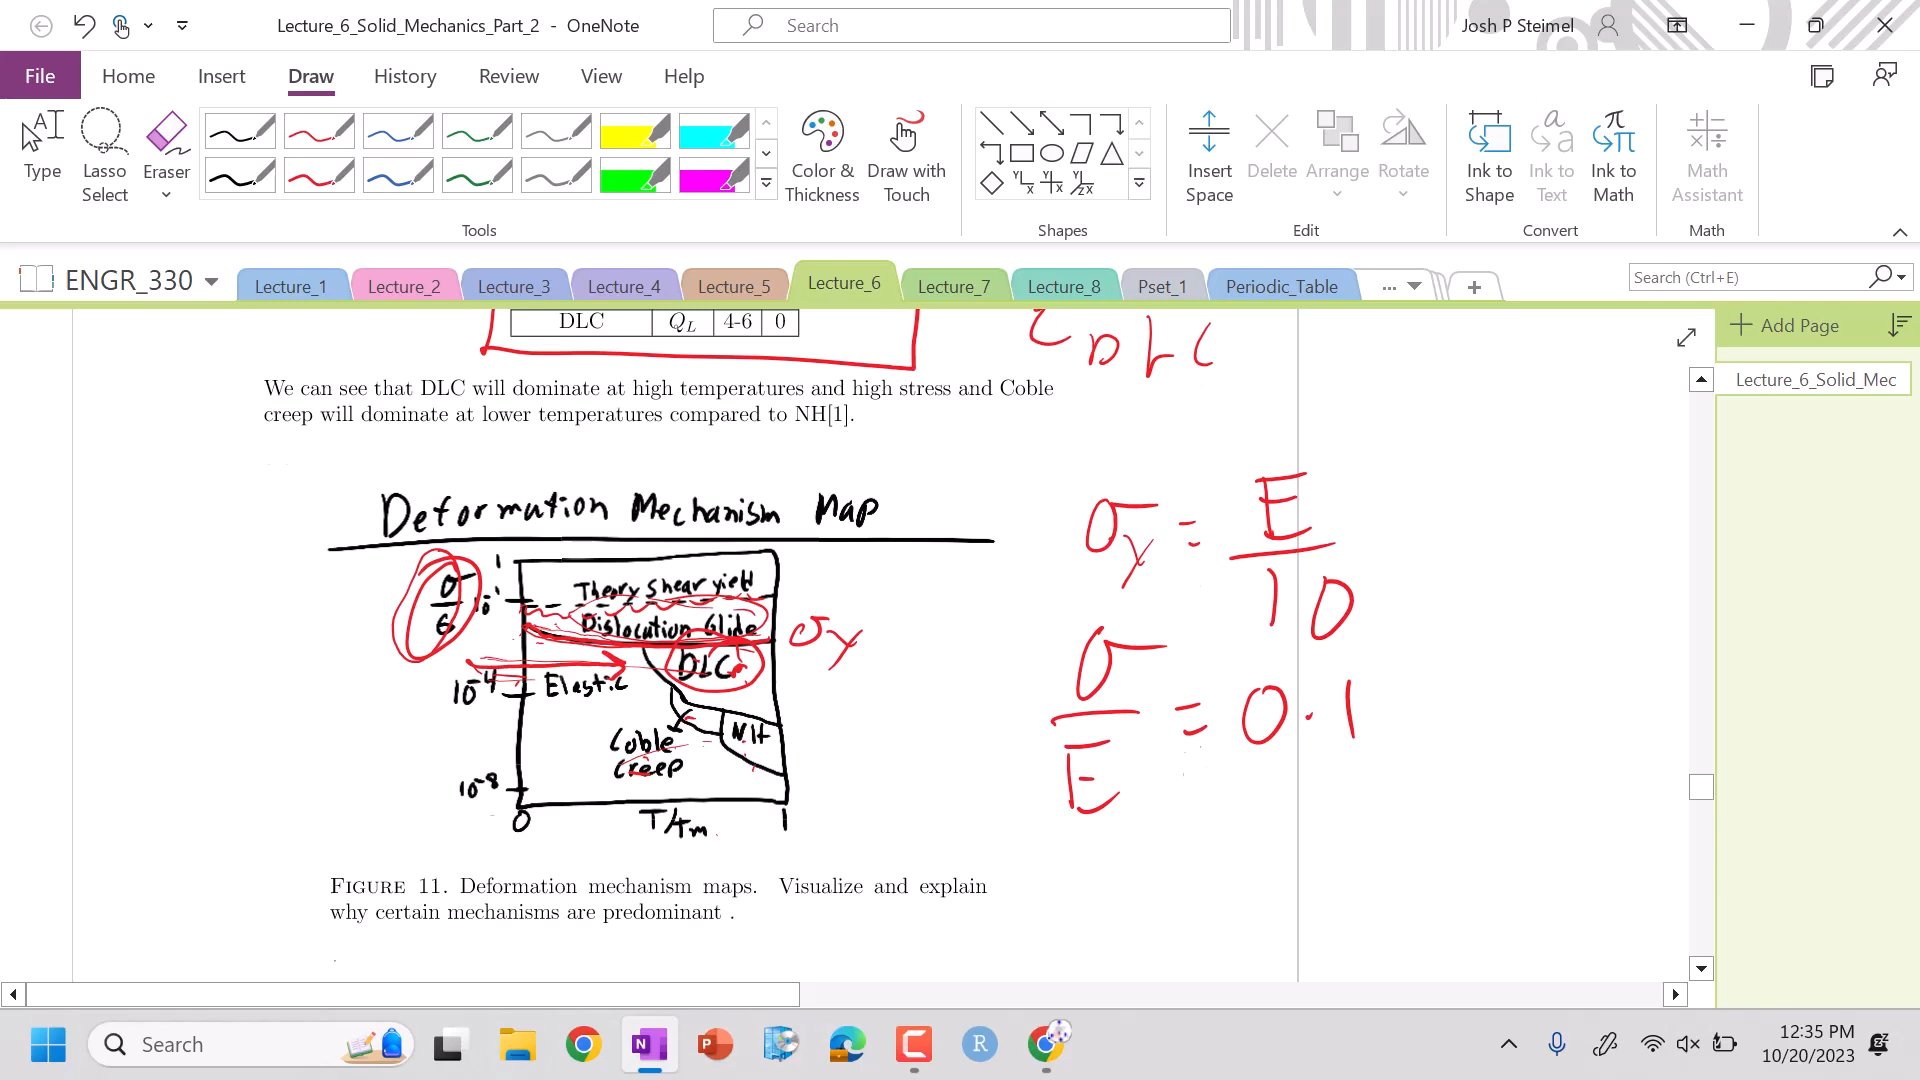 Lecture_6_Solid_Mechanics_Part_2 - OneNote
Search
Josh P Steimel
File Home Insert Draw History Review View Help
Type
Lasso Select
Eraser
Color & Thickness
Draw with Touch
Insert Space
Delete
Arrange
Rotate
Ink to Shape
Ink to Text
Ink to Math
Math Assistant
Tools Shapes Edit Convert Math
ENGR_330 Lecture_1 Lecture_2 Lecture_3 Lecture_4 Lecture_5 Lecture_6 Lecture_7 Lecture_8 Pset_1 Periodic_Table ... +
Search (Ctrl+E)
Add Page
Lecture_6_Solid_Mec
DLC Q_L 4-6 0
DLC
We can see that DLC will dominate at high temperatures and high stress and Coble
creep will dominate at lower temperatures compared to NH[1].
Deformation Mechanism Map
1
σ/G
10⁻¹
Theory shear yield
Dislocation Glide
σy
DLC
10⁻⁴
Elastic
N.H
Coble
Creep
10⁻⁸
0 T/Tm 1
σy = E/10
σ/E = 0.1
FIGURE 11. Deformation mechanism maps. Visualize and explain
why certain mechanisms are predominant .
Search
12:35 PM
10/20/2023